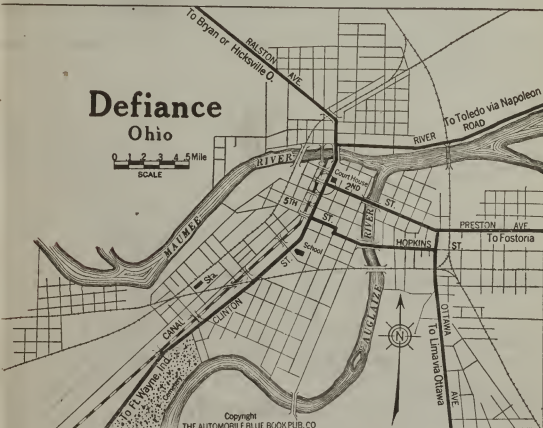 To Bryan or Hicksville O.
RALSTON AVE.
Defiance
Ohio
0 .1 .2 .3 .4 .5 Mile
SCALE
To Toledo via Napoleon
RIVER ROAD
MAUMEE RIVER
Court House
2ND ST.
5TH ST.
School
AUGLAIZE RIVER
HOPKINS ST.
PRESTON AVE
To Fostoria
Sta.
CANAL
CLINTON ST.
N
OTTAWA AVE
To Lima via Ottawa
To Ft. Wayne, Ind.
Cemetery
Copyright
THE AUTOMOBILE BLUE BOOK PUB. CO